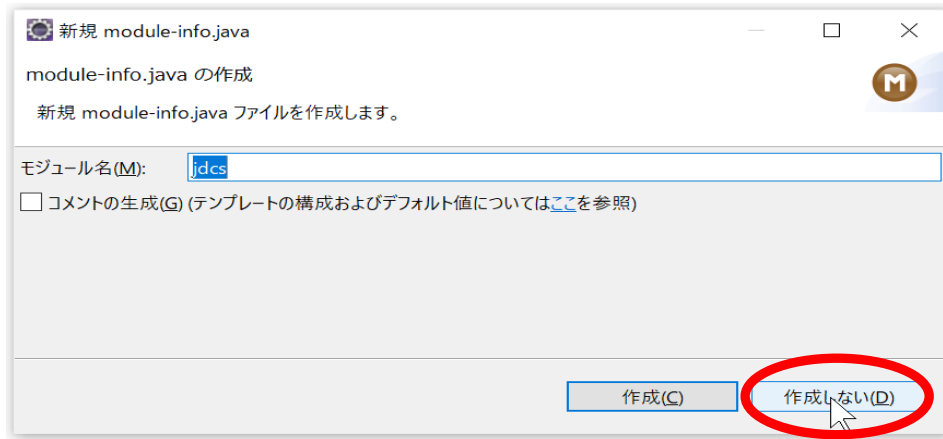 新規 module-info.java
module-info.java の作成
新規 module-info.java ファイルを作成します。
M
モジュール名(M): jdcs
コメントの生成(G) (テンプレートの構成およびデフォルト値についてはここを参照)
作成(C) 作成しない(D)